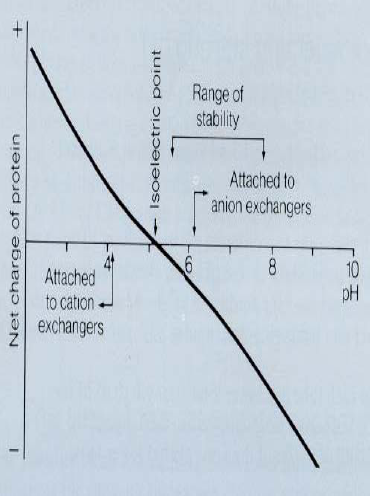 +
Net charge of protein
Isoelectric point
Range of
stability
Attached to
anion exchangers
4
6
8
10
pH
Attached
to cation
exchangers
−